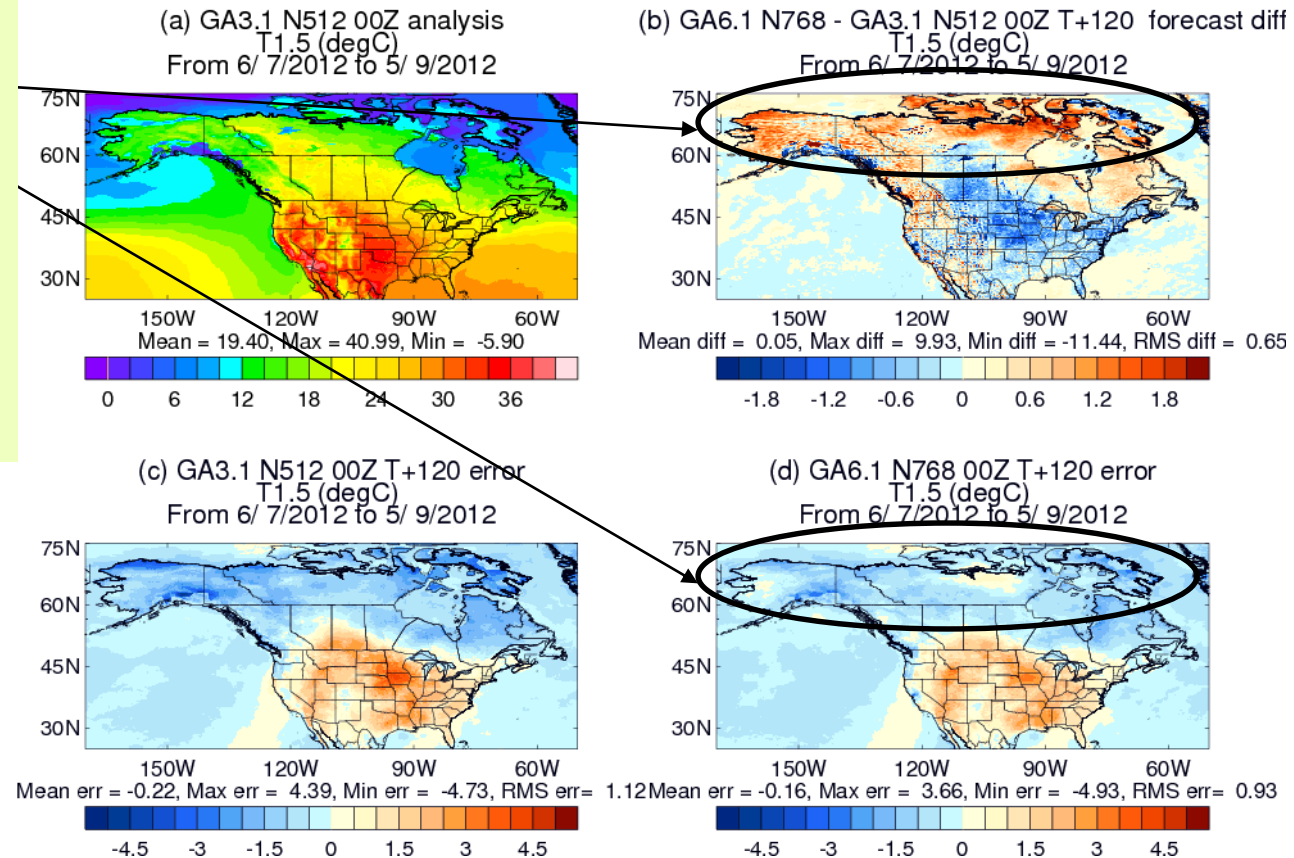 (a) GA3.1 N512 00Z analysis
T1.5 (degC)
From 6/ 7/2012 to 5/ 9/2012
75N
60N
45N
30N
150W 120W 90W 60W
Mean = 19.40, Max = 40.99, Min = -5.90
0 6 12 18 24 30 36
(b) GA6.1 N768 - GA3.1 N512 00Z T+120 forecast diff
T1.5 (degC)
From 6/ 7/2012 to 5/ 9/2012
75N
60N
45N
30N
150W 120W 90W 60W
Mean diff = 0.05, Max diff = 9.93, Min diff = -11.44, RMS diff = 0.65
-1.8 -1.2 -0.6 0 0.6 1.2 1.8
(c) GA3.1 N512 00Z T+120 error
T1.5 (degC)
From 6/ 7/2012 to 5/ 9/2012
75N
60N
45N
30N
150W 120W 90W 60W
Mean err = -0.22, Max err = 4.39, Min err = -4.73, RMS err= 1.12
-4.5 -3 -1.5 0 1.5 3 4.5
(d) GA6.1 N768 00Z T+120 error
T1.5 (degC)
From 6/ 7/2012 to 5/ 9/2012
75N
60N
45N
30N
150W 120W 90W 60W
Mean err = -0.16, Max err = 3.66, Min err = -4.93, RMS err= 0.93
-4.5 -3 -1.5 0 1.5 3 4.5